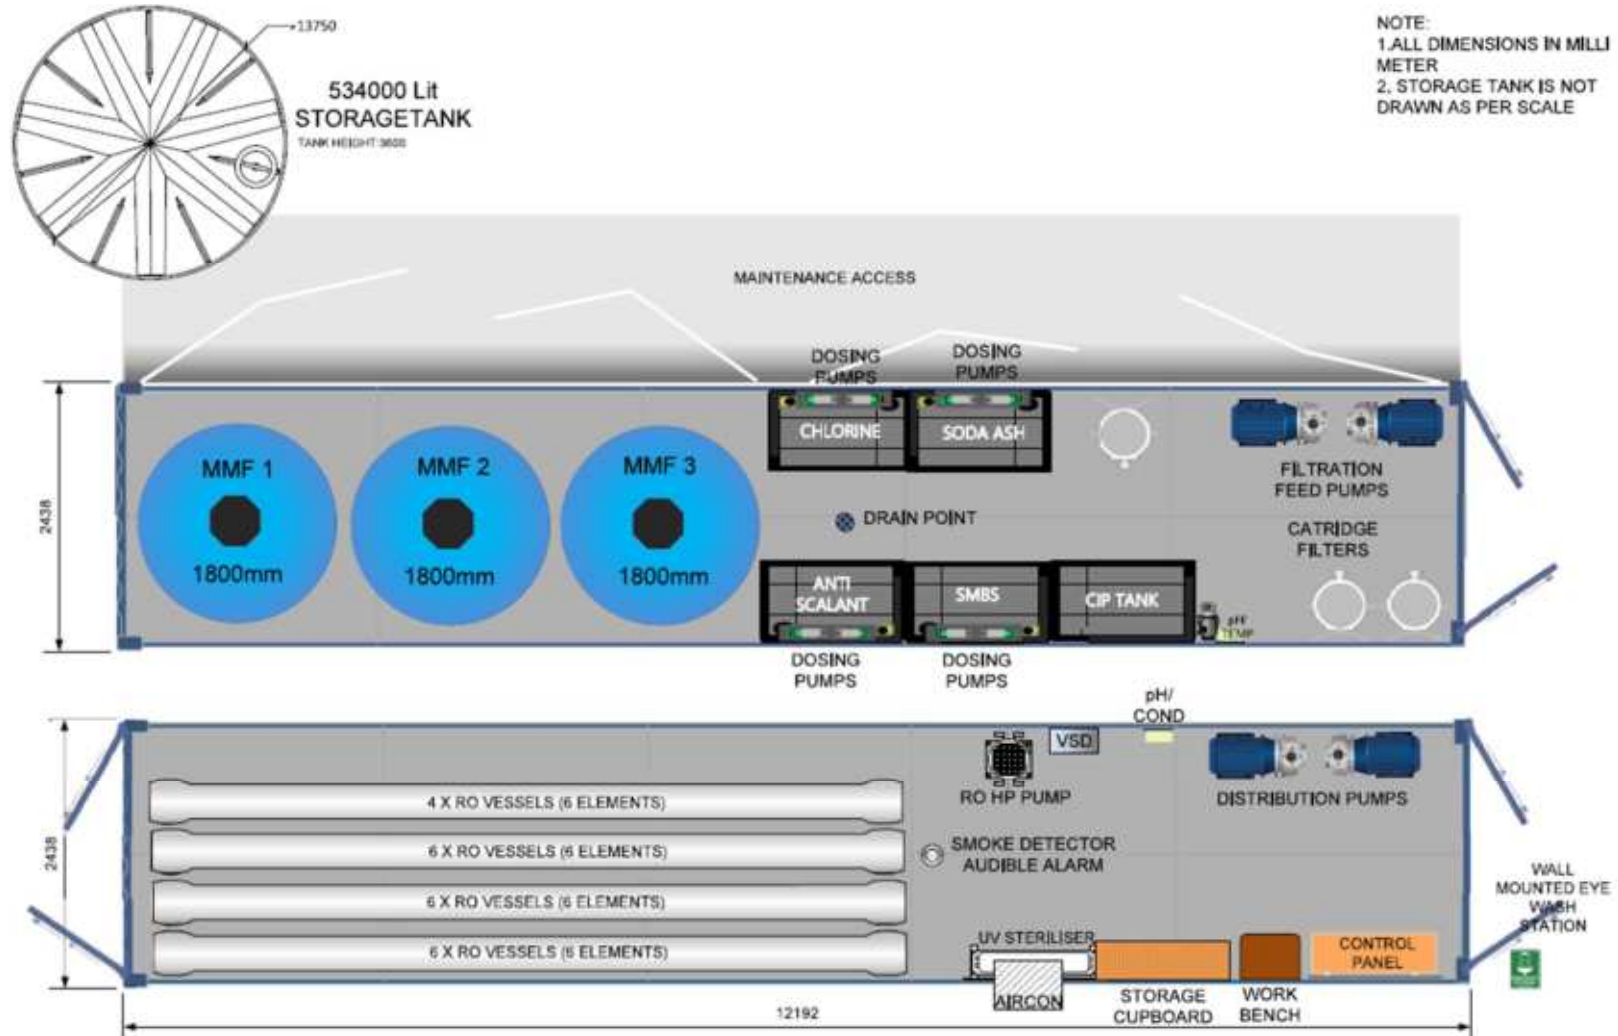 13750
534000 Lit
STORAGETANK
TANK HEIGHT:3600
NOTE:
1.ALL DIMENSIONS IN MILLI
METER
2. STORAGE TANK IS NOT
DRAWN AS PER SCALE
MAINTENANCE ACCESS
DOSING
PUMPS
DOSING
PUMPS
CHLORINE
SODA ASH
MMF 1
1800mm
MMF 2
1800mm
MMF 3
1800mm
2438
FILTRATION
FEED PUMPS
DRAIN POINT
CATRIDGE
FILTERS
ANTI
SCALANT
SMBS
CIP TANK
pH/
TEMP
DOSING
PUMPS
DOSING
PUMPS
pH/
COND
VSD
RO HP PUMP
DISTRIBUTION PUMPS
4 X RO VESSELS (6 ELEMENTS)
6 X RO VESSELS (6 ELEMENTS)
6 X RO VESSELS (6 ELEMENTS)
6 X RO VESSELS (6 ELEMENTS)
2438
SMOKE DETECTOR
AUDIBLE ALARM
WALL
MOUNTED EYE
WASH
STATION
UV STERILISER
CONTROL
PANEL
AIRCON
STORAGE
CUPBOARD
WORK
BENCH
12192